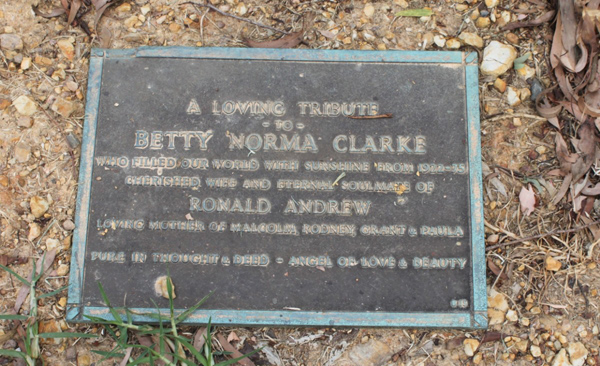 A LOVING TRIBUTE
- TO -
BETTY NORMA CLARKE
WHO FILLED OUR WORLD WITH SUNSHINE FROM
CHERISHED WIFE AND ETERNAL SOULMATE OF
RONALD ANDREW
LOVING MOTHER OF MALCOLM, RODNEY, GRANT & PAULA
PURE IN THOUGHT & DEED - ANGEL OF LOVE & BEAUTY